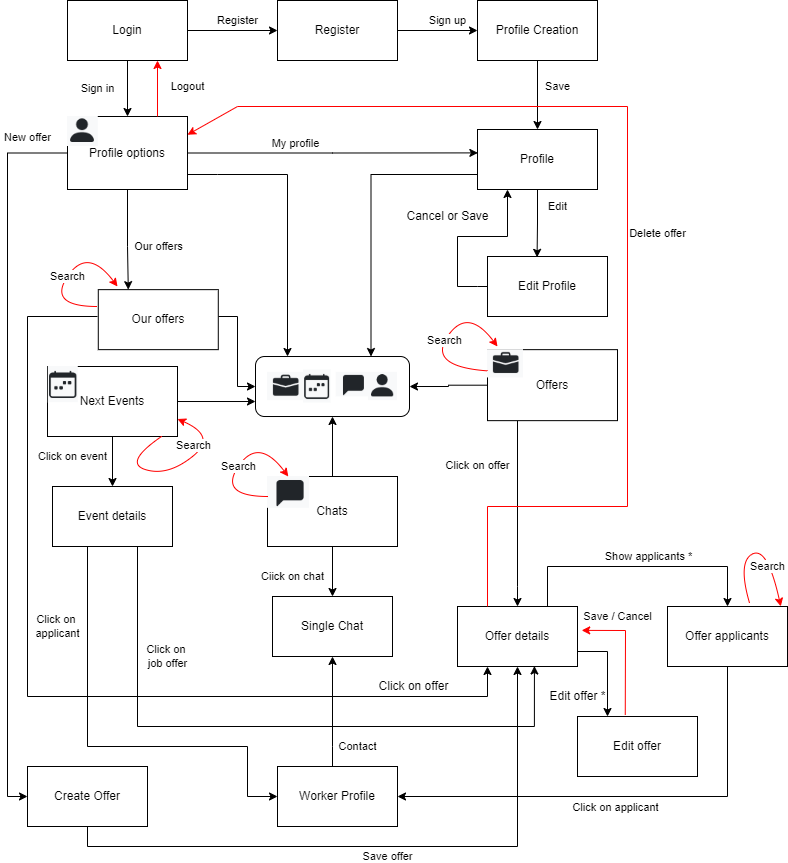 Login
Register
Register
Sign up
Profile Creation
Sign in
Logout
Save
New offer
Profile options
My profile
Profile
Cancel or Save
Edit
Delete offer
Our offers
Search
Edit Profile
Our offers
Search
Offers
Next Events
Search
Click on event
Search
Click on offer
Chats
Event details
Show applicants *
Search
Ciick on chat
Click on
applicant
Single Chat
Save / Cancel
Offer details
Offer applicants
Click on
job offer
Click on offer
Edit offer *
Contact
Edit offer
Create Offer
Worker Profile
Click on applicant
Save offer